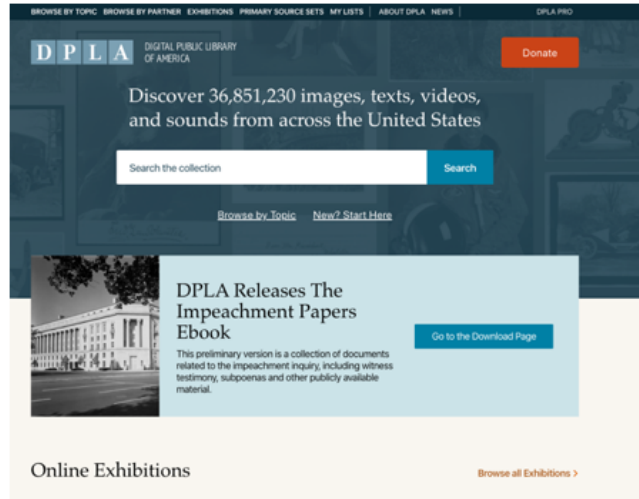 BROWSE BY TOPIC BROWSE BY PARTNER EXHIBITIONS PRIMARY SOURCE SETS MY LISTS ABOUT DPLA NEWS DPLA PRO
DPLA DIGITAL PUBLIC LIBRARY
OF AMERICA
Donate
Discover 36,851,230 images, texts, videos,
and sounds from across the United States
Search the collection Search
Browse by Topic New? Start Here
DPLA Releases The
Impeachment Papers
Ebook
This preliminary version is a collection of documents
related to the impeachment inquiry, including witness
testimony, subpoenas and other publicly available
material.
Go to the Download Page
Online Exhibitions
Browse all Exhibitions >